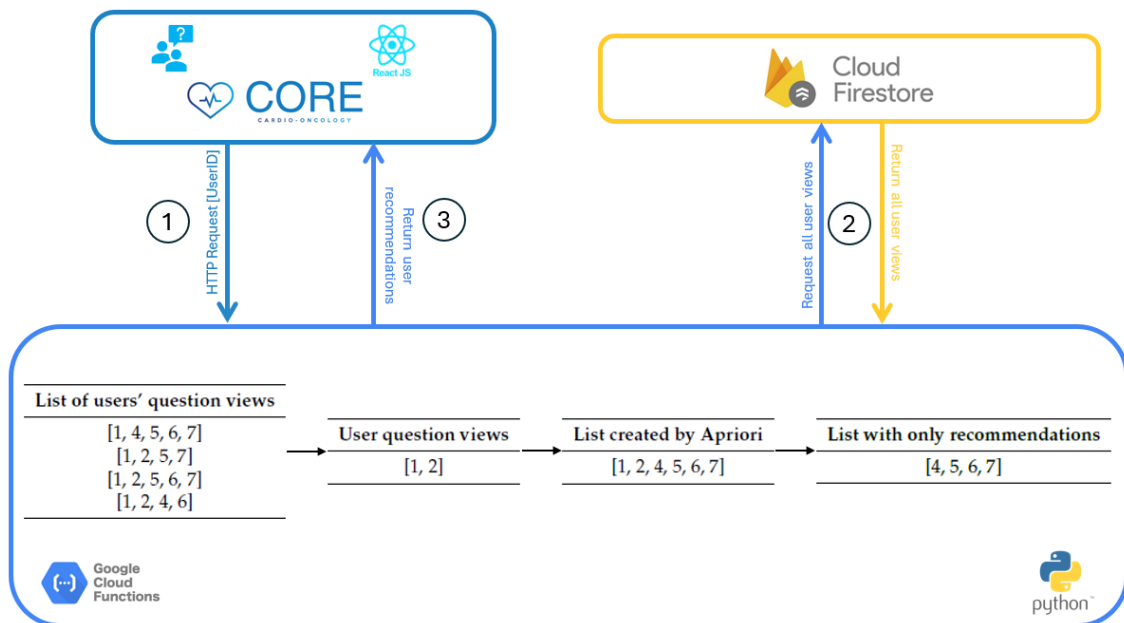 ?
React JS
CORE
CARDIO-ONCOLOGY
Cloud
Firestore
1
HTTP Request [UserID]
Return user
recommendations
3
Request all user views
2
Return all user views
List of users' question views
[1, 4, 5, 6, 7]
[1, 2, 5, 7]
[1, 2, 5, 6, 7]
[1, 2, 4, 6]
User question views
[1, 2]
List created by Apriori
[1, 2, 4, 5, 6, 7]
List with only recommendations
[4, 5, 6, 7]
Google
Cloud
Functions
python™